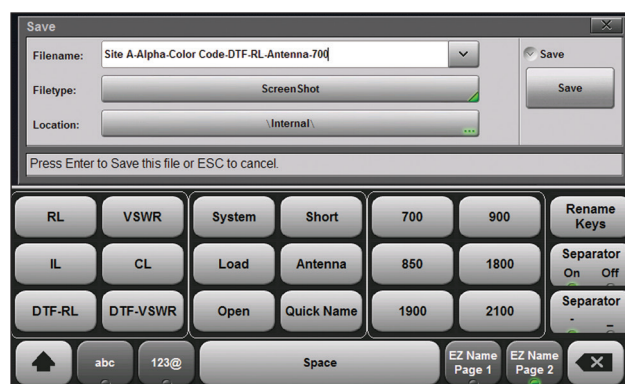 Save
Filename: Site A-Alpha-Color Code-DTF-RL-Antenna-700
Save
Filetype: ScreenShot
Save
Location: \Internal\
Press Enter to Save this file or ESC to cancel.
RL VSWR System Short 700 900 Rename Keys
IL CL Load Antenna 850 1800 Separator On Off
DTF-RL DTF-VSWR Open Quick Name 1900 2100 Separator - _
abc 123@ Space EZ Name Page 1 EZ Name Page 2